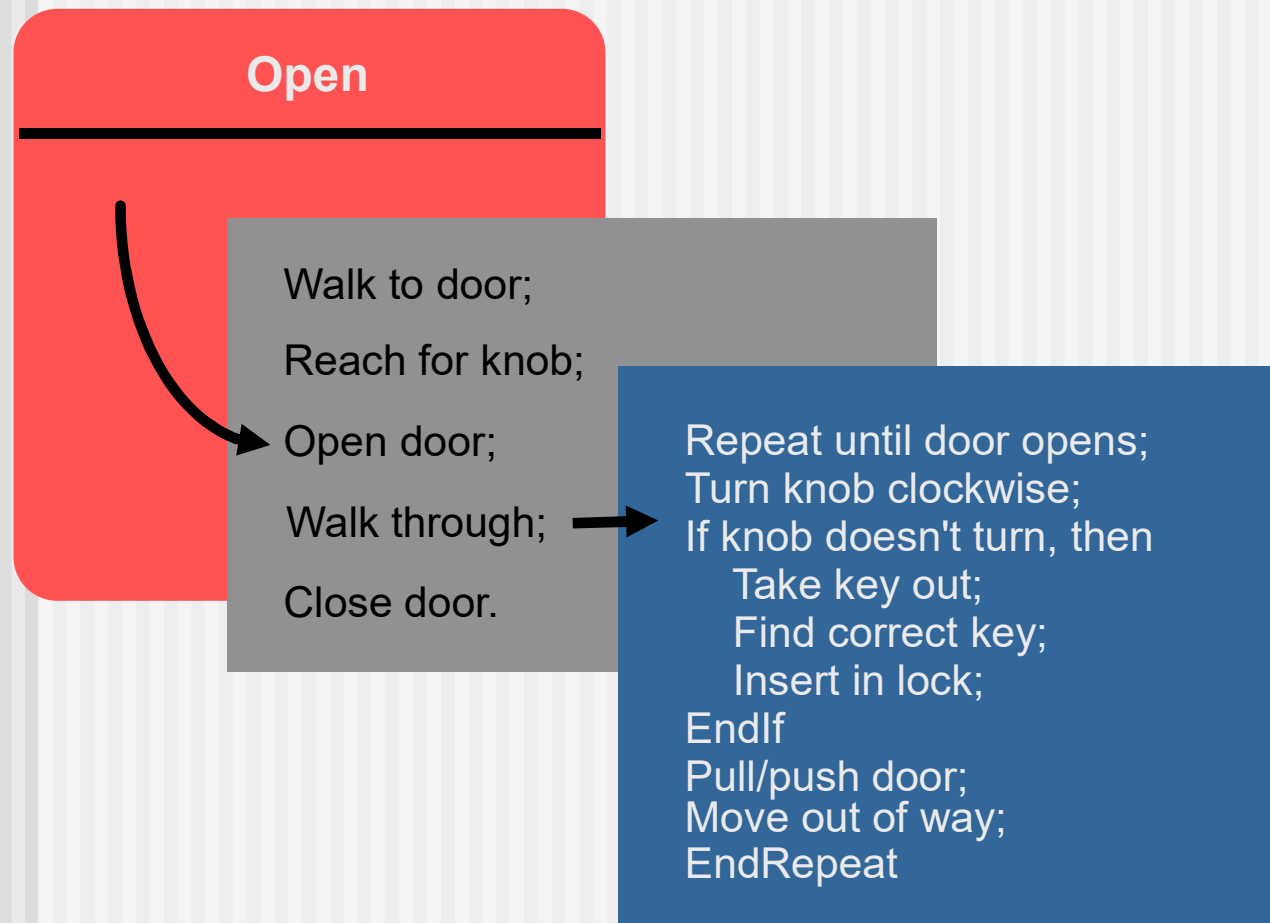 Open
Walk to door;
Reach for knob;
Open door;
Walk through;
Close door.
Repeat until door opens;
Turn knob clockwise;
If knob doesn't turn, then
Take key out;
Find correct key;
Insert in lock;
EndIf
Pull/push door;
Move out of way;
EndRepeat